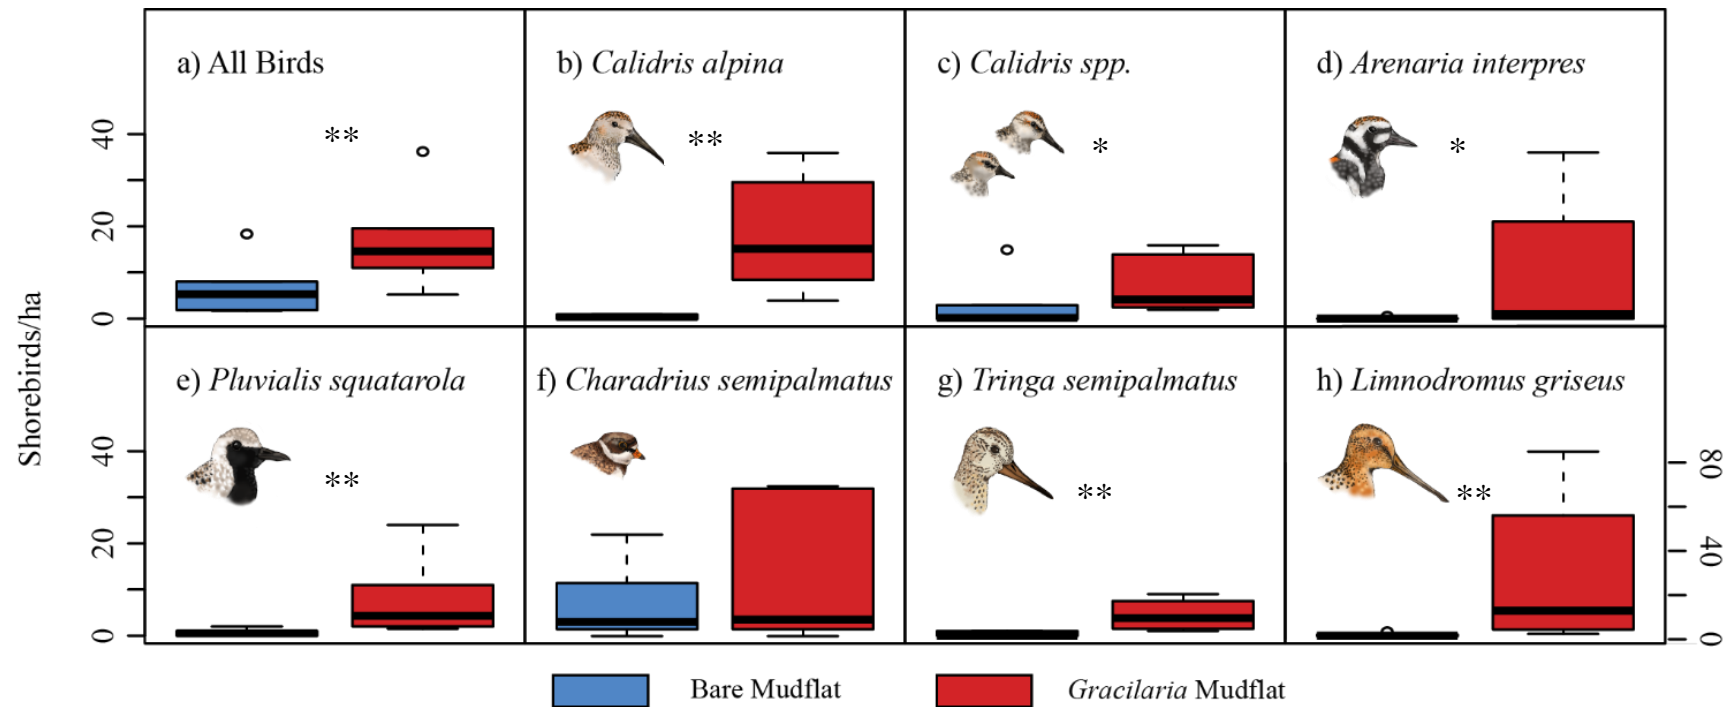 a) All Birds
b) Calidris alpina
c) Calidris spp.
d) Arenaria interpres
**
**
*
*
40
20
0
Shorebirds/ha
e) Pluvialis squatarola
f) Charadrius semipalmatus
g) Tringa semipalmatus
h) Limnodromus griseus
**
**
**
40
20
0
80
40
0
Bare Mudflat
Gracilaria Mudflat